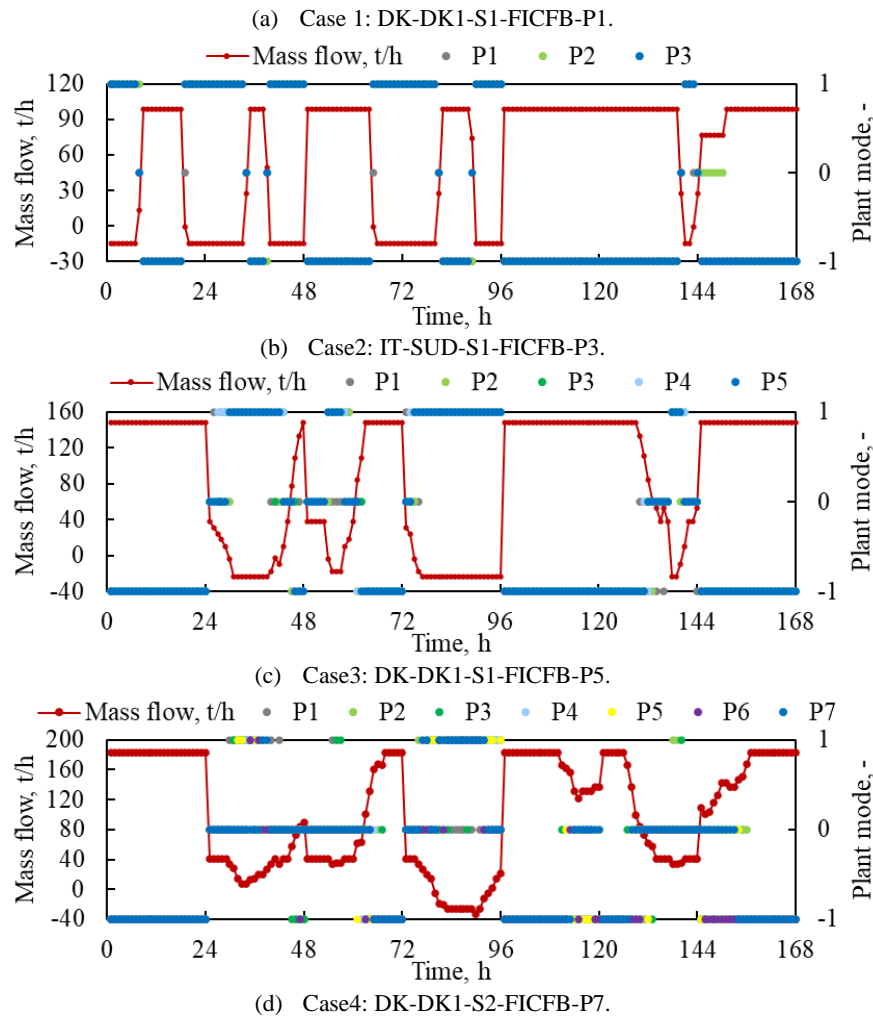 (a) Case 1: DK-DK1-S1-FICFB-P1.
Mass flow, t/h P1 P2 P3
120 1
90
60 0
30
0
-30 -1
0 24 48 72 96 120 144 168
Mass flow, t/h
Plant mode, -
Time, h
(b) Case2: IT-SUD-S1-FICFB-P3.
Mass flow, t/h P1 P2 P3 P4 P5
160 1
120
80
40 0
0
-40 -1
0 24 48 72 96 120 144 168
Mass flow, t/h
Plant mode, -
Time, h
(c) Case3: DK-DK1-S1-FICFB-P5.
Mass flow, t/h P1 P2 P3 P4 P5 P6 P7
200 1
160
120
80 0
40
0
-40 -1
0 24 48 72 96 120 144 168
Mass flow, t/h
Plant mode, -
Time, h
(d) Case4: DK-DK1-S2-FICFB-P7.